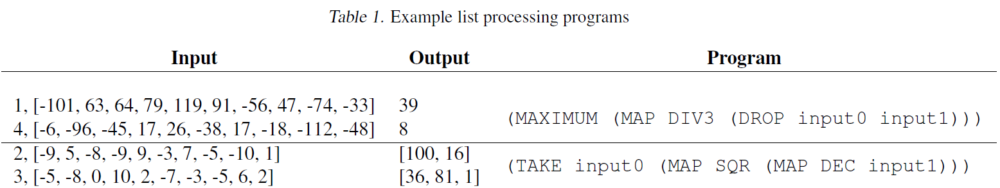 Table 1. Example list processing programs
Input Output Program
1, [-101, 63, 64, 79, 119, 91, -56, 47, -74, -33] 39
(MAXIMUM (MAP DIV3 (DROP input0 input1)))
4, [-6, -96, -45, 17, 26, -38, 17, -18, -112, -48] 8
2, [-9, 5, -8, -9, 9, -3, 7, -5, -10, 1] [100, 16]
(TAKE input0 (MAP SQR (MAP DEC input1)))
3, [-5, -8, 0, 10, 2, -7, -3, -5, 6, 2] [36, 81, 1]